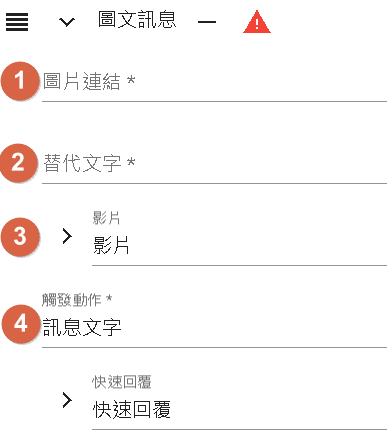 圖文訊息
1 圖片連結 *
2 替代文字 *
影片
3 影片
觸發動作 *
4 訊息文字
快速回覆
快速回覆